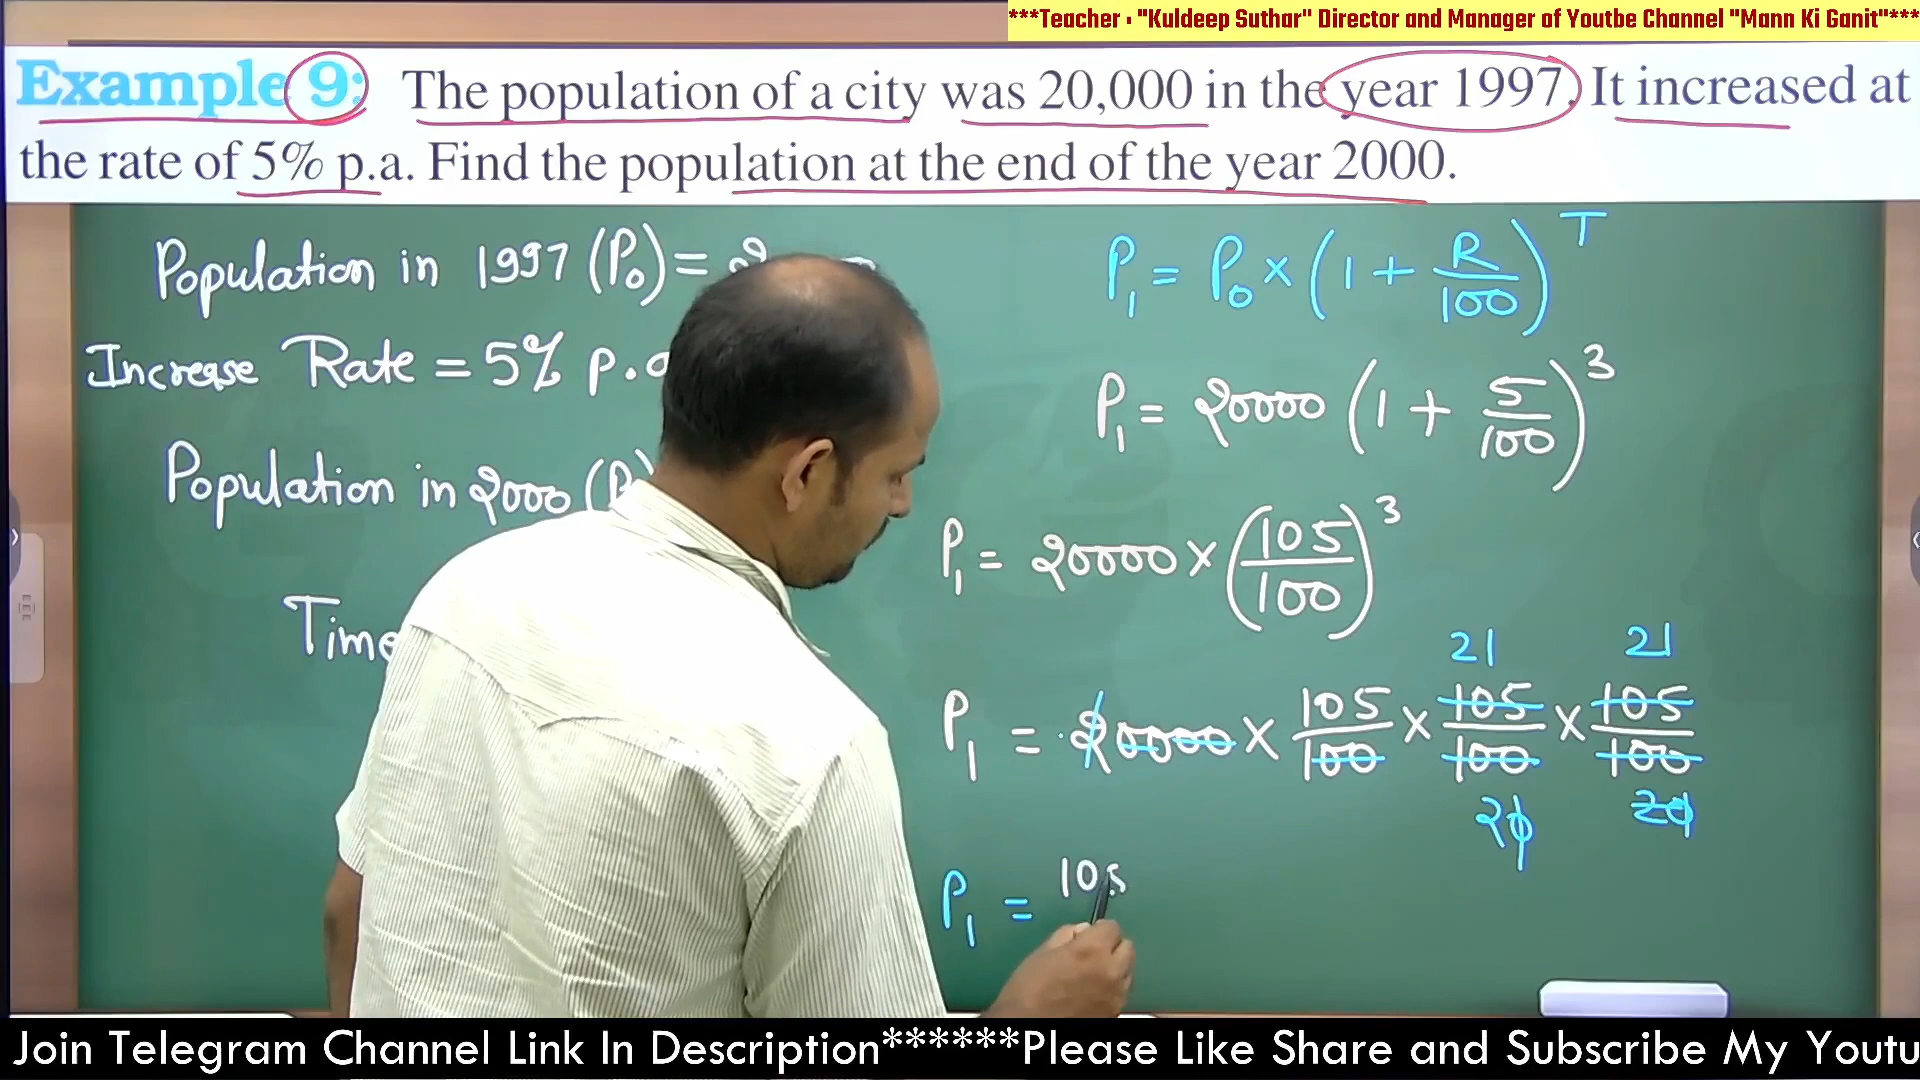 ***Teacher : "Kuldeep Suthar" Director and Manager of Youtbe Channel "Mann Ki Ganit"***
Example 9: The population of a city was 20,000 in the year 1997. It increased at
the rate of 5% p.a. Find the population at the end of the year 2000.
Population in 1997 (P₀) =
Increase Rate = 5% p.a
Population in 2000 (P
Time
P₁ = P₀ × (1 + R/100)^T
P₁ = 20000 (1 + 5/100)^3
P₁ = 20000 × (105/100)^3
21 21
P₁ = 20000 × 105/100 × 105/100 × 105/100
20 20
P₁ = 105
Join Telegram Channel Link In Description******Please Like Share and Subscribe My Youtu